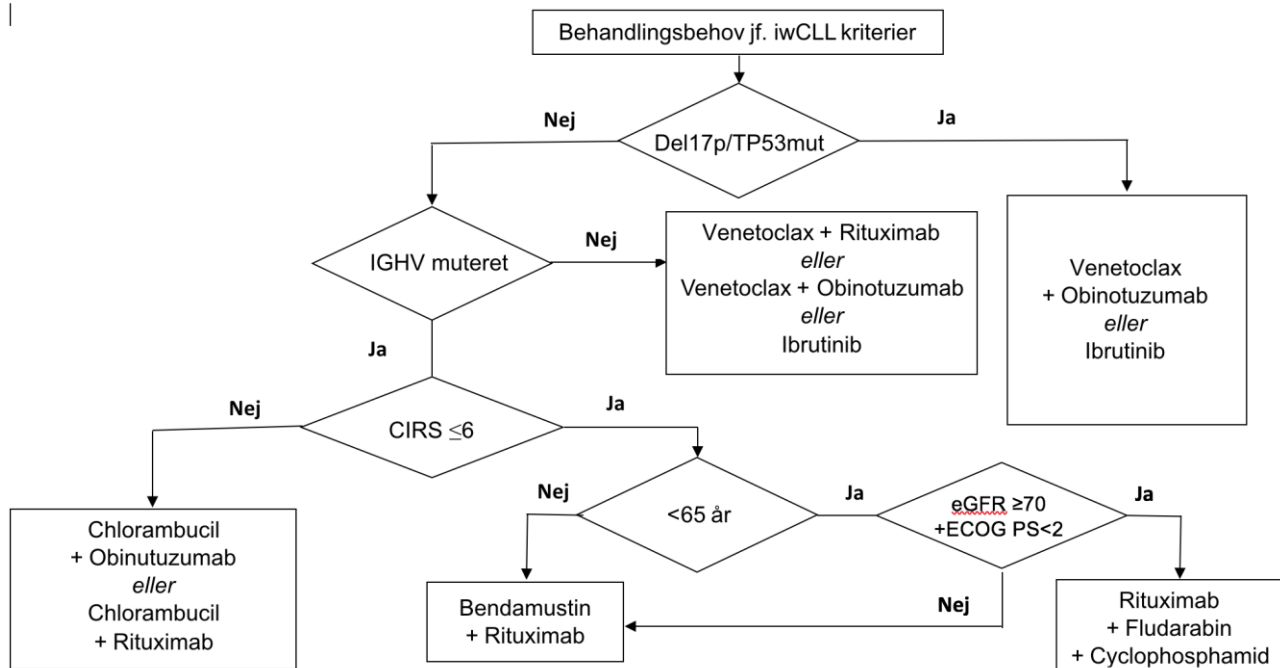 Behandlingsbehov jf. iwCLL kriterier
Nej
Ja
Del17p/TP53mut
IGHV muteret
Nej
Venetoclax + Rituximab
eller
Venetoclax + Obinotuzumab
eller
Ibrutinib
Venetoclax
+ Obinotuzumab
eller
Ibrutinib
Ja
Nej
CIRS ≤6
Ja
Nej
<65 år
Ja
eGFR ≥70
+ECOG PS<2
Ja
Chlorambucil
+ Obinutuzumab
eller
Chlorambucil
+ Rituximab
Bendamustin
+ Rituximab
Nej
Rituximab
+ Fludarabin
+ Cyclophosphamid